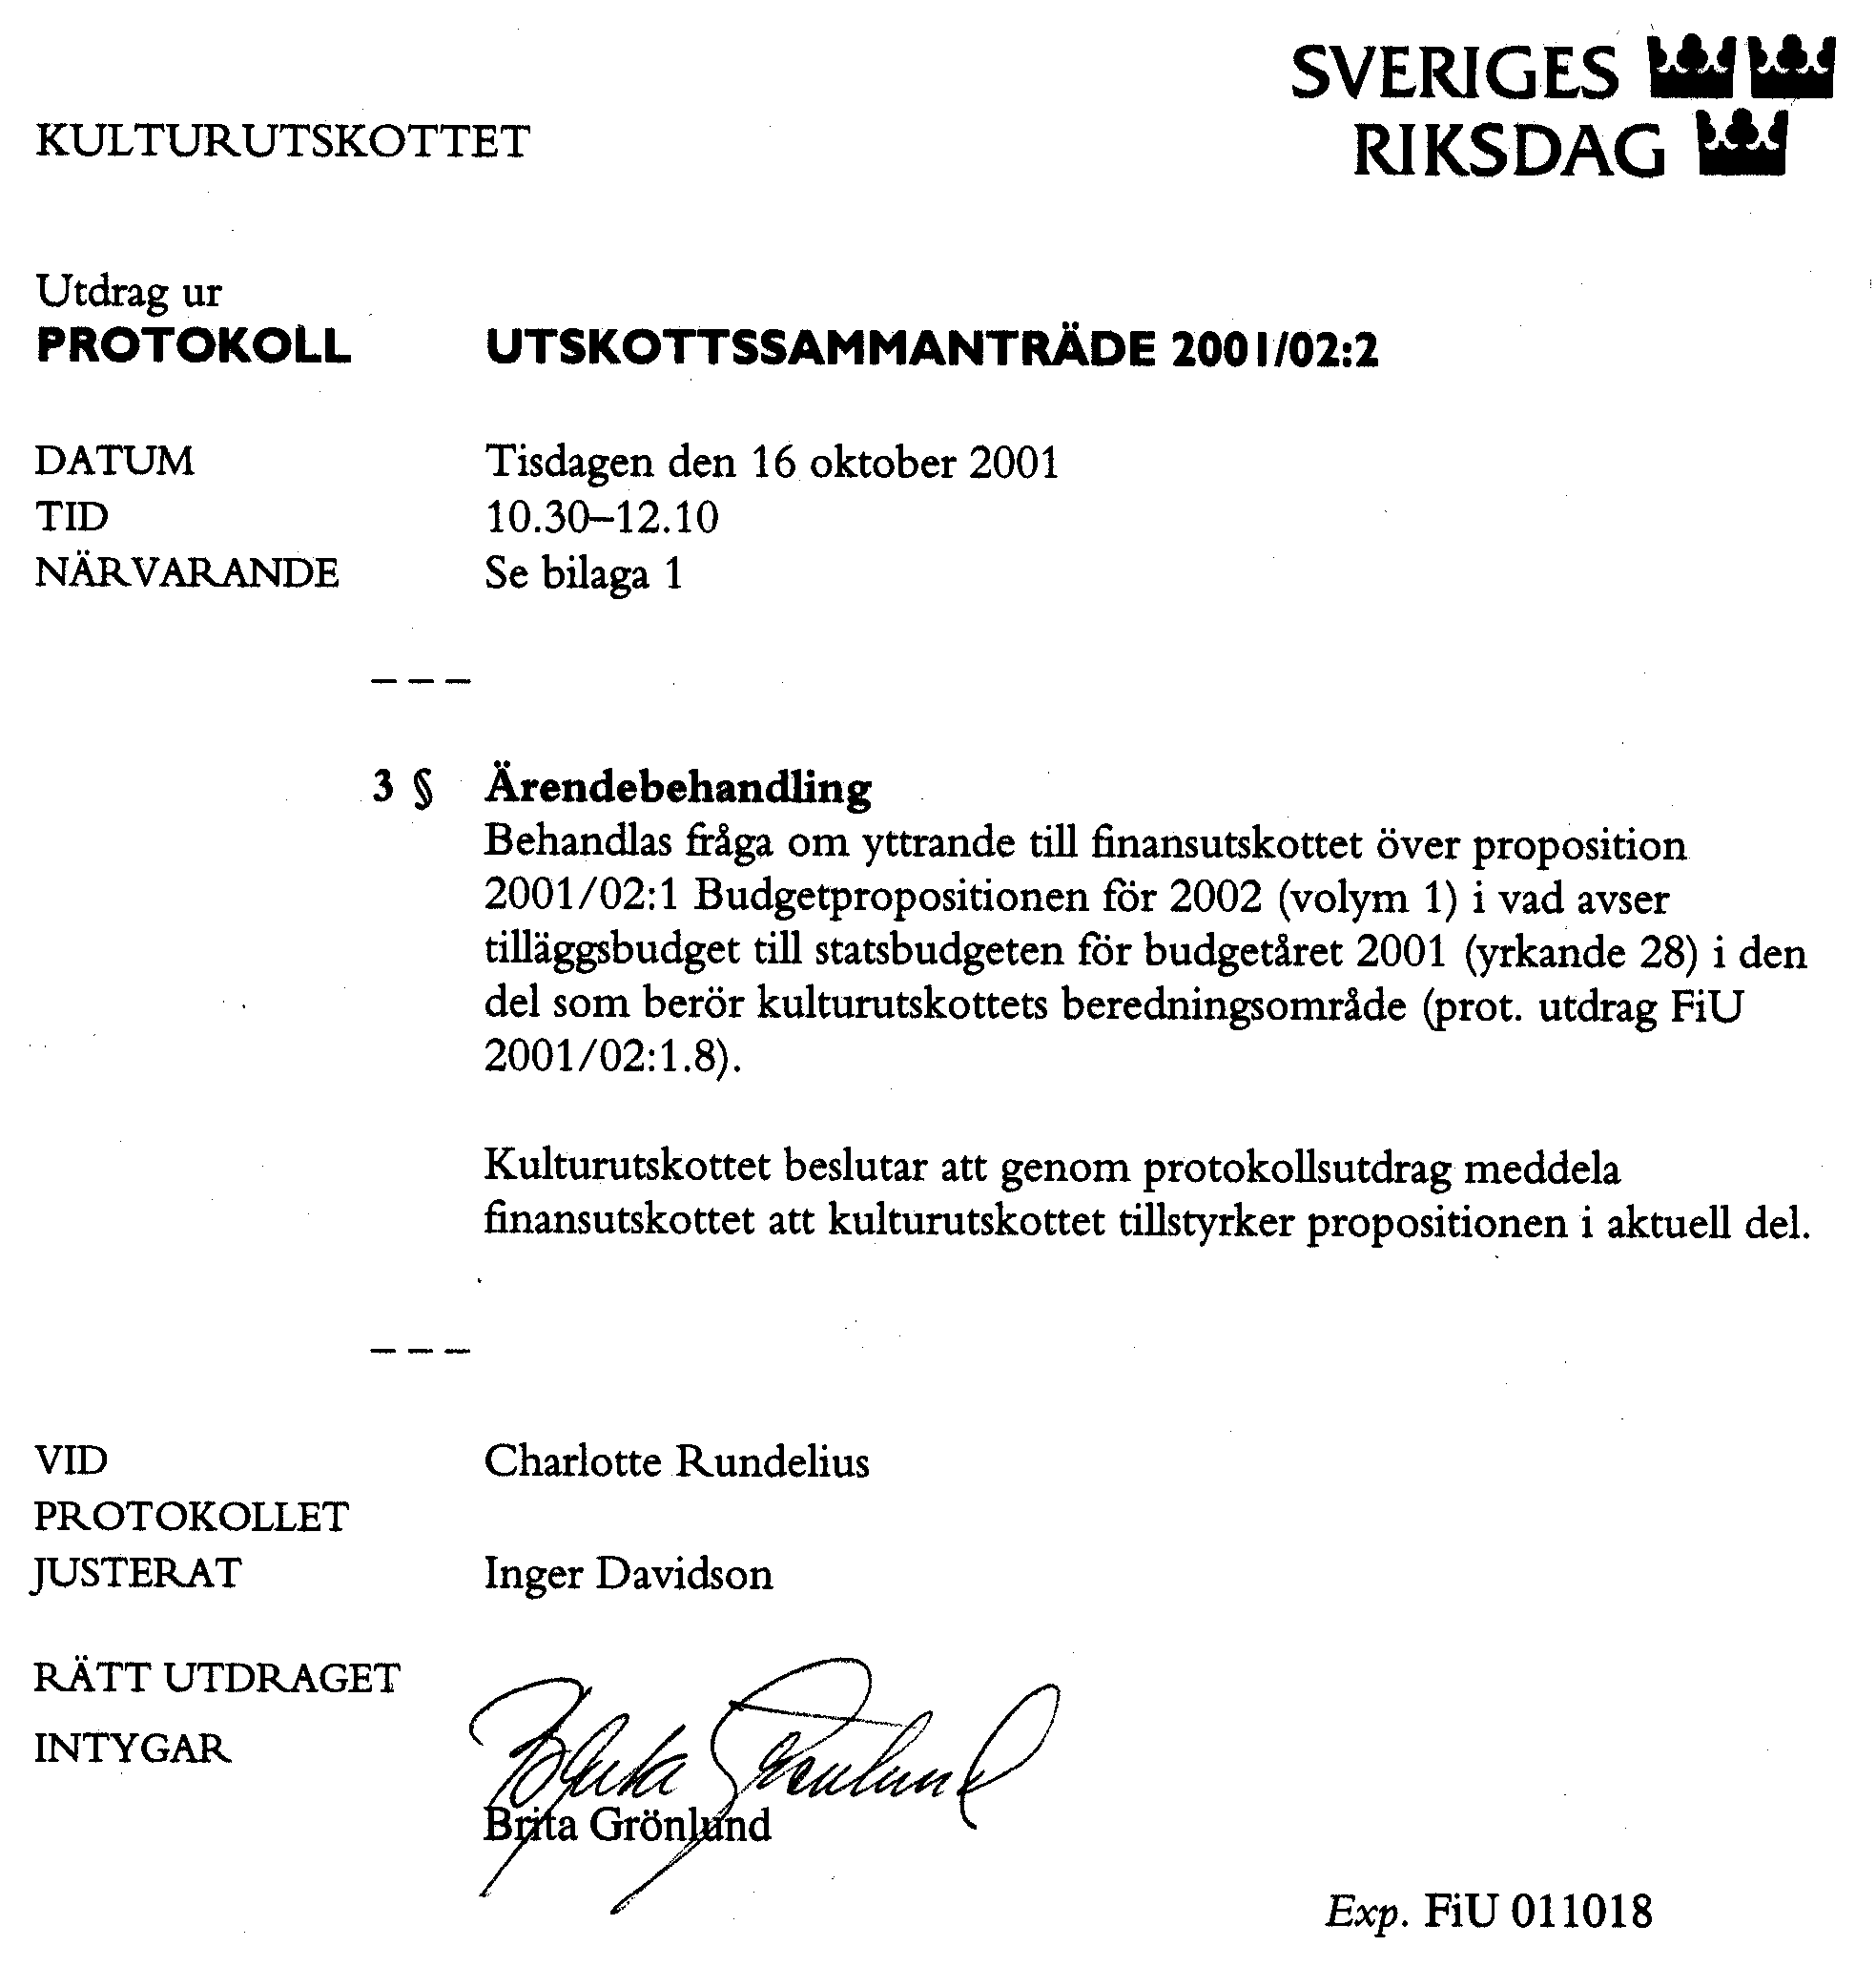 SVERIGES
RIKSDAG
KULTURUTSKOTTET
Utdrag ur
PROTOKOLL UTSKOTTSSAMMANTRÄDE 2001/02:2
DATUM Tisdagen den 16 oktober 2001
TID 10.30–12.10
NÄRVARANDE Se bilaga 1
– – –
3 § Ärendebehandling
Behandlas fråga om yttrande till finansutskottet över proposition
2001/02:1 Budgetpropositionen för 2002 (volym 1) i vad avser
tilläggsbudget till statsbudgeten för budgetåret 2001 (yrkande 28) i den
del som berör kulturutskottets beredningsområde (prot. utdrag FiU
2001/02:1.8).
Kulturutskottet beslutar att genom protokollsutdrag meddela
finansutskottet att kulturutskottet tillstyrker propositionen i aktuell del.
– – –
VID Charlotte Rundelius
PROTOKOLLET
JUSTERAT Inger Davidson
RÄTT UTDRAGET
INTYGAR Brita Grönlund
Brita Grönlund
Exp. FiU 011018